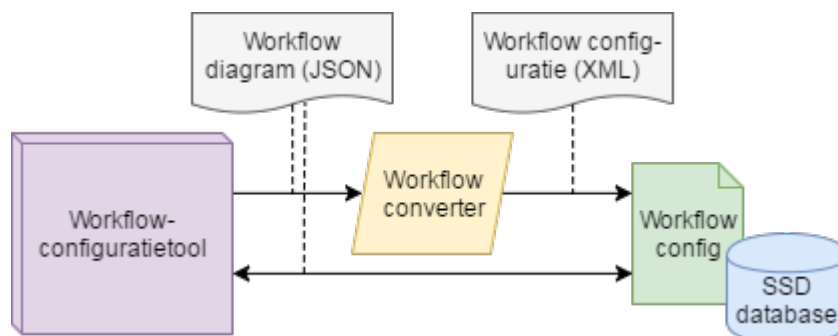 Workflow
diagram (JSON)
Workflow config-
uratie (XML)
Workflow-
configuratietool
Workflow
converter
Workflow
config
SSD
database